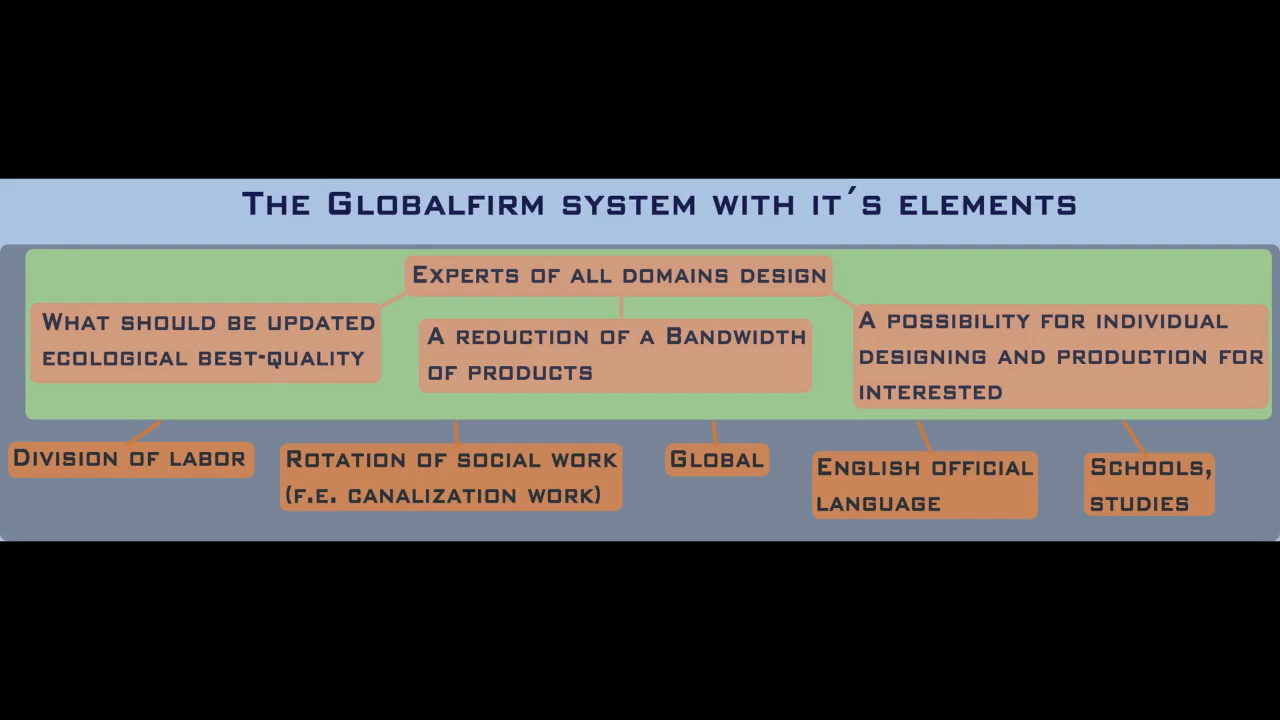 The Globalfirm system with it´s elements
Experts of all domains design
What should be updated
ecological best-quality
A reduction of a Bandwidth
of products
A possibility for individual
designing and production for
interested
Division of labor
Rotation of social work
(f.e. canalization work)
Global
English official
language
Schools,
studies